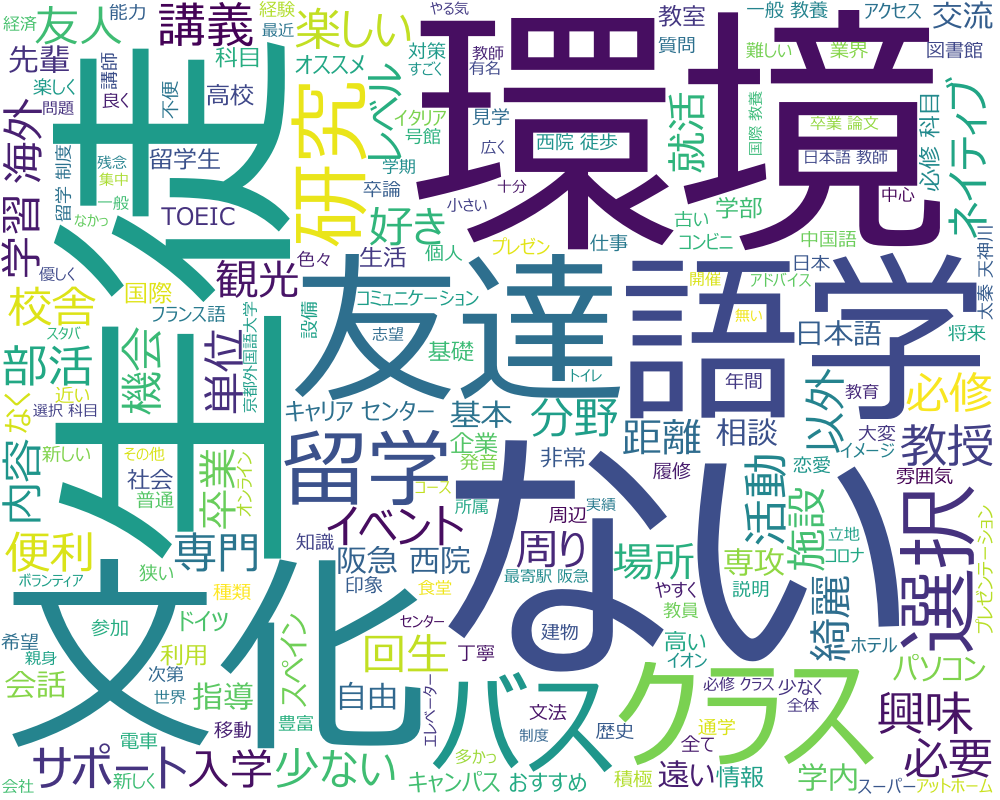 経済
友人
能力
講義
経験
最近
楽しい
やる気
対策
すごく
教師
有名
教室
質問
一般 教養
アクセス
交流
先輩
講師
科目
オススメ
環境
難しい
業界
図書館
楽しく
問題
良く
不便
高校
生徒
研究
レベル
イタリア
号館
見学
西院 徒歩
就活
国際 教養
卒業 論文
必修 科目
ネイティブ
学習
海外
残念
集中
一般
留学 制度
留学生
学期
広く
日本語 教師
なかっ
TOEIC
卒論
小さい
十分
古い
学部
中心
優しく
好き
プレゼン
仕事
コンビニ
中国語
太秦 天神川
観光
色々
生活
個人
友達
語学
開催
アドバイス
日本
校舎
国際
コミュニケーション
フランス語
京都外国語大学
設備
志望
基礎
無い
日本語
将来
スタバ
部活
機会
単位
トイレ
年間
教育
必修
近い
なく
選択 科目
キャリア センター
基本
分野
距離
相談
以外
大変
イメージ
新しい
その他
オンライン
留学
企業
発音
非常
履修
恋愛
教授
雰囲気
内容
社会
普通
卒業
コース
所属
実績
ない
活動
施設
立地
コロナ
選択
便利
専門
イベント
周辺
周り
知識
阪急 西院
場所
専攻
説明
プレゼンテーション
ボランティア
狭い
種類
印象
食堂
最寄駅 阪急
やすく
教員
綺麗
文化
参加
ドイツ
スペイン
センター
回生
建物
高い
ホテル
希望
親身
利用
丁寧
イオン
パソコン
会話
次第
世界
指導
自由
エレベーター
バス
クラス
必修 クラス
少なく
全体
興味
移動
豊富
文法
歴史
通学
電車
多かっ
制度
全て
必要
会社
サポート
新しく
入学
少ない
キャンパス
おすすめ
積極
遠い
情報
学内
スーパー
アットホーム